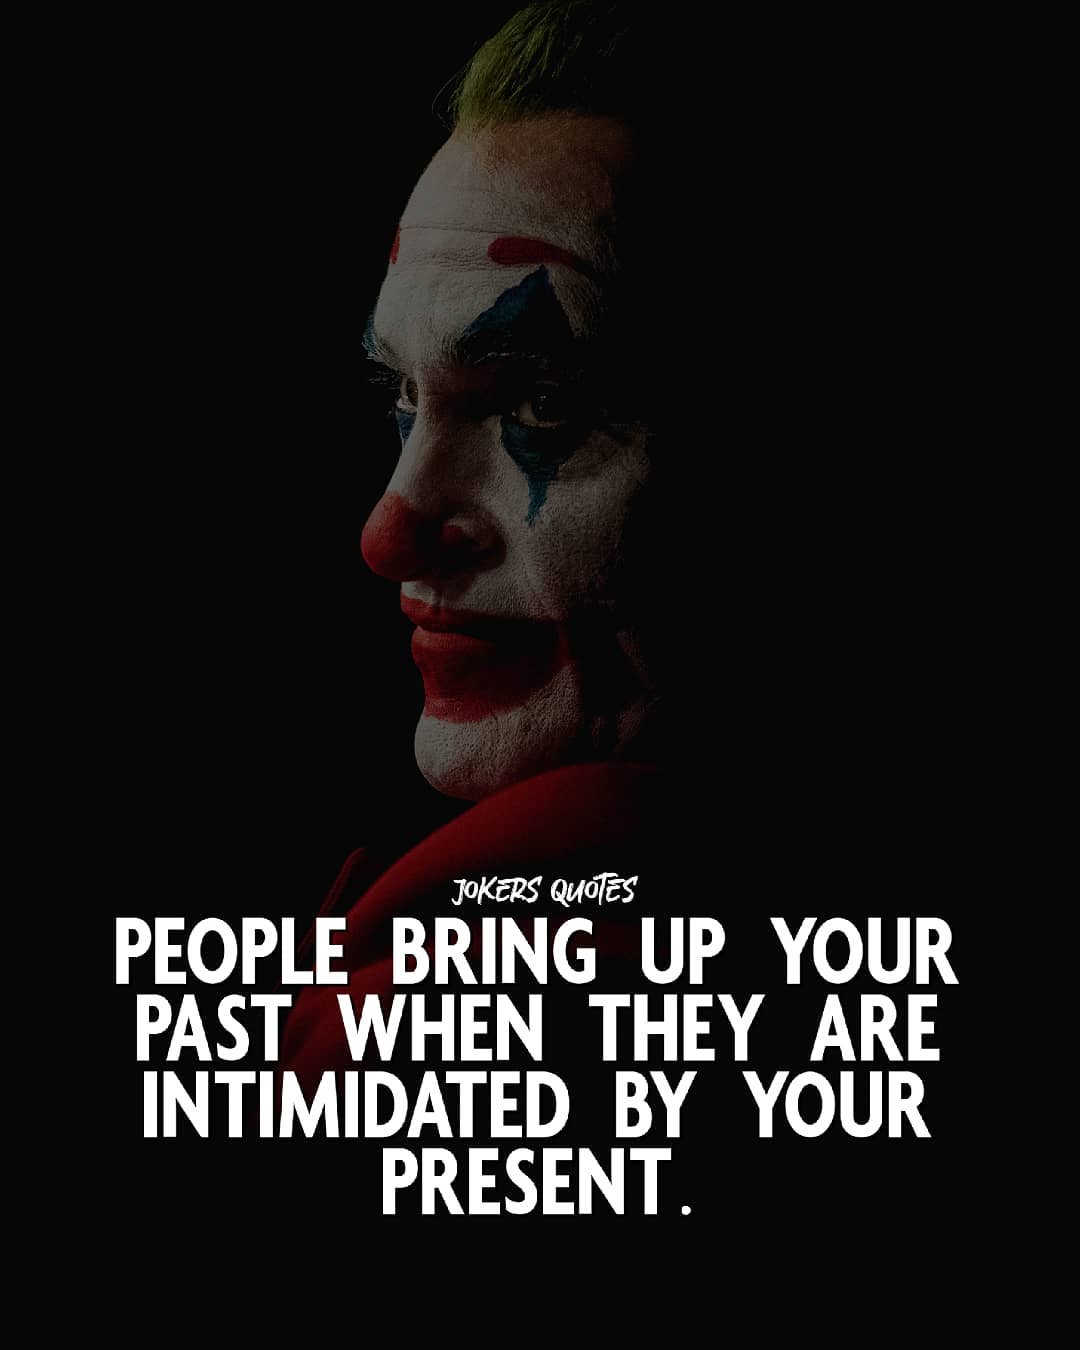 JOKERS QUOTES
PEOPLE BRING UP YOUR
PAST WHEN THEY ARE
INTIMIDATED BY YOUR
PRESENT.